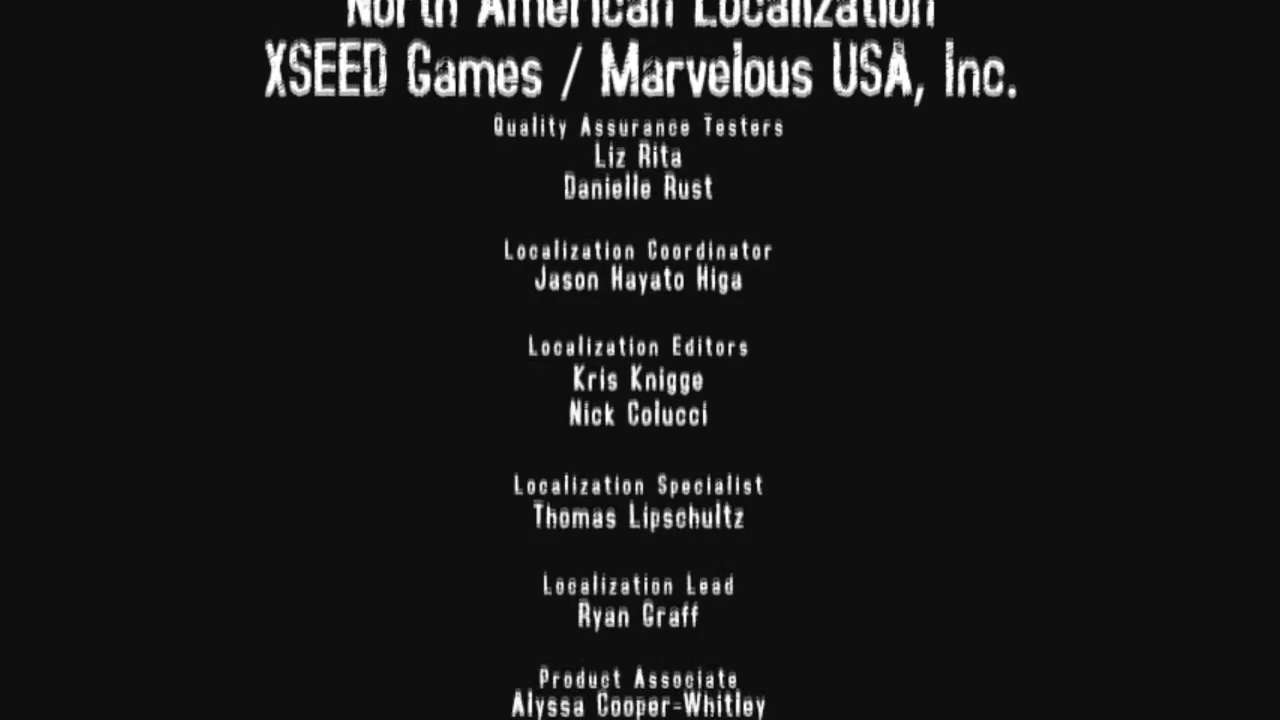 North American Localization
XSEED Games / Marvelous USA, Inc.
Quality Assurance Testers
Liz Rita
Danielle Rust
Localization Coordinator
Jason Hayato Higa
Localization Editors
Kris Knigge
Nick Colucci
Localization Specialist
Thomas Lipschultz
Localization Lead
Ryan Graff
Product Associate
Alyssa Cooper-Whitley